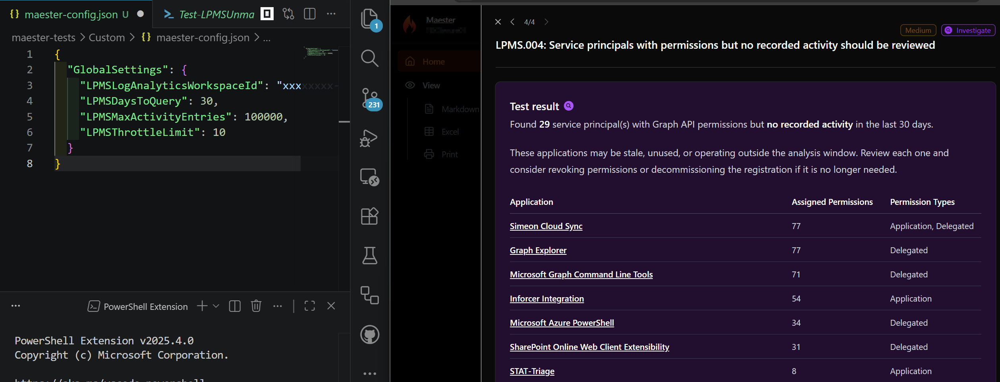 maester-config.json U
Test-LPMSUnma
maester-tests > Custom > {} maester-config.json > ...
1 {
2 "GlobalSettings": {
3 "LPMSLogAnalyticsWorkspaceId": "xxxxxxxx-
4 "LPMSDaysToQuery": 30,
5 "LPMSMaxActivityEntries": 100000,
6 "LPMSThrottleLimit": 10
7 }
8 }
PowerShell Extension
PowerShell Extension v2025.4.0
Copyright (c) Microsoft Corporation.
1
231
Maester
Home
View
Markdown
Excel
Print
4/4
Medium
Investigate
LPMS.004: Service principals with permissions but no recorded activity should be reviewed
Test result
Found 29 service principal(s) with Graph API permissions but no recorded activity in the last 30 days.
These applications may be stale, unused, or operating outside the analysis window. Review each one and
consider revoking permissions or decommissioning the registration if it is no longer needed.
Application Assigned Permissions Permission Types
Simeon Cloud Sync 77 Application, Delegated
Graph Explorer 77 Delegated
Microsoft Graph Command Line Tools 71 Delegated
Inforcer Integration 54 Application
Microsoft Azure PowerShell 34 Delegated
SharePoint Online Web Client Extensibility 31 Delegated
STAT-Triage 8 Application